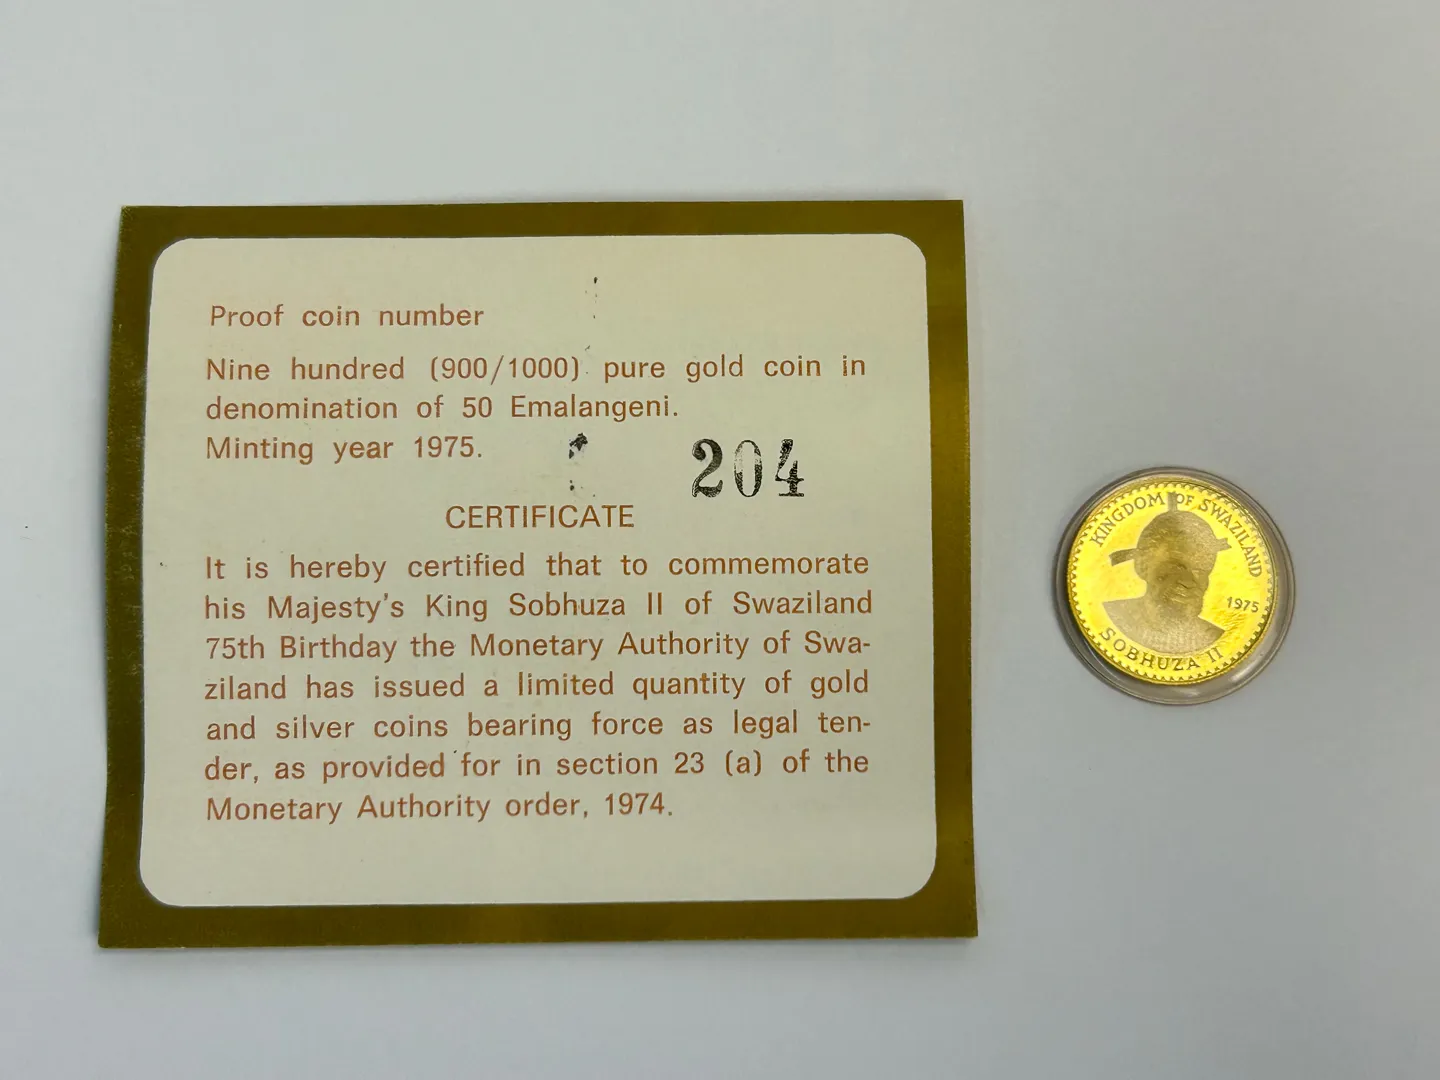 Proof coin number
Nine hundred (900/1000) pure gold coin in
denomination of 50 Emalangeni.
Minting year 1975.
204
CERTIFICATE
It is hereby certified that to commemorate
his Majesty's King Sobhuza II of Swaziland
75th Birthday the Monetary Authority of Swa-
ziland has issued a limited quantity of gold
and silver coins bearing force as legal ten-
der, as provided for in section 23 (a) of the
Monetary Authority order, 1974.
KINGDOM OF SWAZILAND
1975
SOBHUZA II